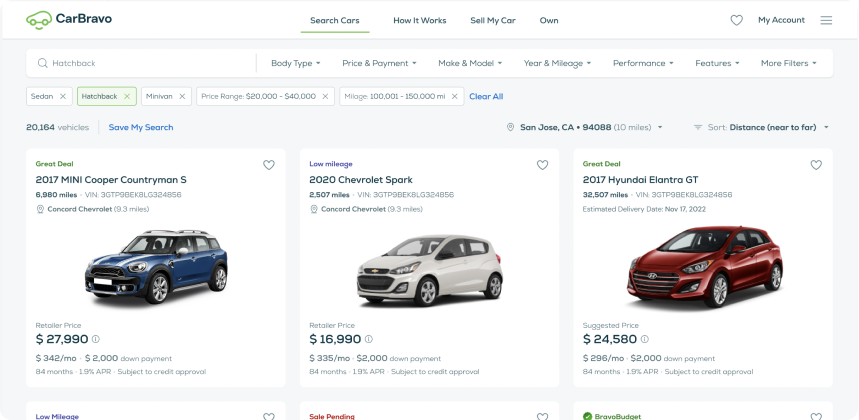 CarBravo
Search Cars
How It Works
Sell My Car
Own
My Account
Hatchback
Body Type
Price & Payment
Make & Model
Year & Mileage
Performance
Features
More Filters
Sedan
Hatchback
Minivan
Price Range: $20,000 - $40,000
Milage: 100.001 - 150,000 mi
Clear All
20,164 vehicles
Save My Search
San Jose, CA • 94088 (10 miles)
Sort: Distance (near to far)
Great Deal
2017 MINI Cooper Countryman S
6,980 miles · VIN: 3GTP9BEK8LG324856
Concord Chevrolet (9.3 miles)
Retailer Price
$ 27,990
$ 342/mo · $ 2,000 down payment
84 months · 1.9% APR · Subject to credit approval
Low mileage
2020 Chevrolet Spark
2,507 miles · VIN: 3GTP9BEK8LG324856
Concord Chevrolet (9.3 miles)
Retailer Price
$ 16,990
$ 335/mo · $2,000 down payment
84 months · 1.9% APR · Subject to credit approval
Great Deal
2017 Hyundai Elantra GT
32,507 miles · VIN: 3GTP9BEK8LG324856
Estimated Delivery Date: Nov 17, 2022
Suggested Price
$ 24,580
$ 296/mo · $2,000 down payment
84 months · 1.9% APR · Subject to credit approval
Low Mileage
Sale Pending
BravoBudget